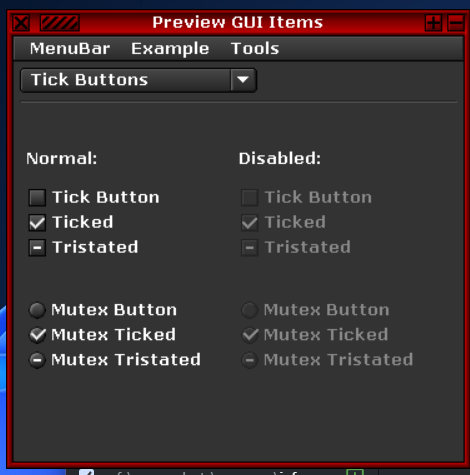 Preview GUI Items
MenuBar Example Tools
Tick Buttons
Normal: Disabled:
Tick Button Tick Button
Ticked Ticked
Tristated Tristated
Mutex Button Mutex Button
Mutex Ticked Mutex Ticked
Mutex Tristated Mutex Tristated